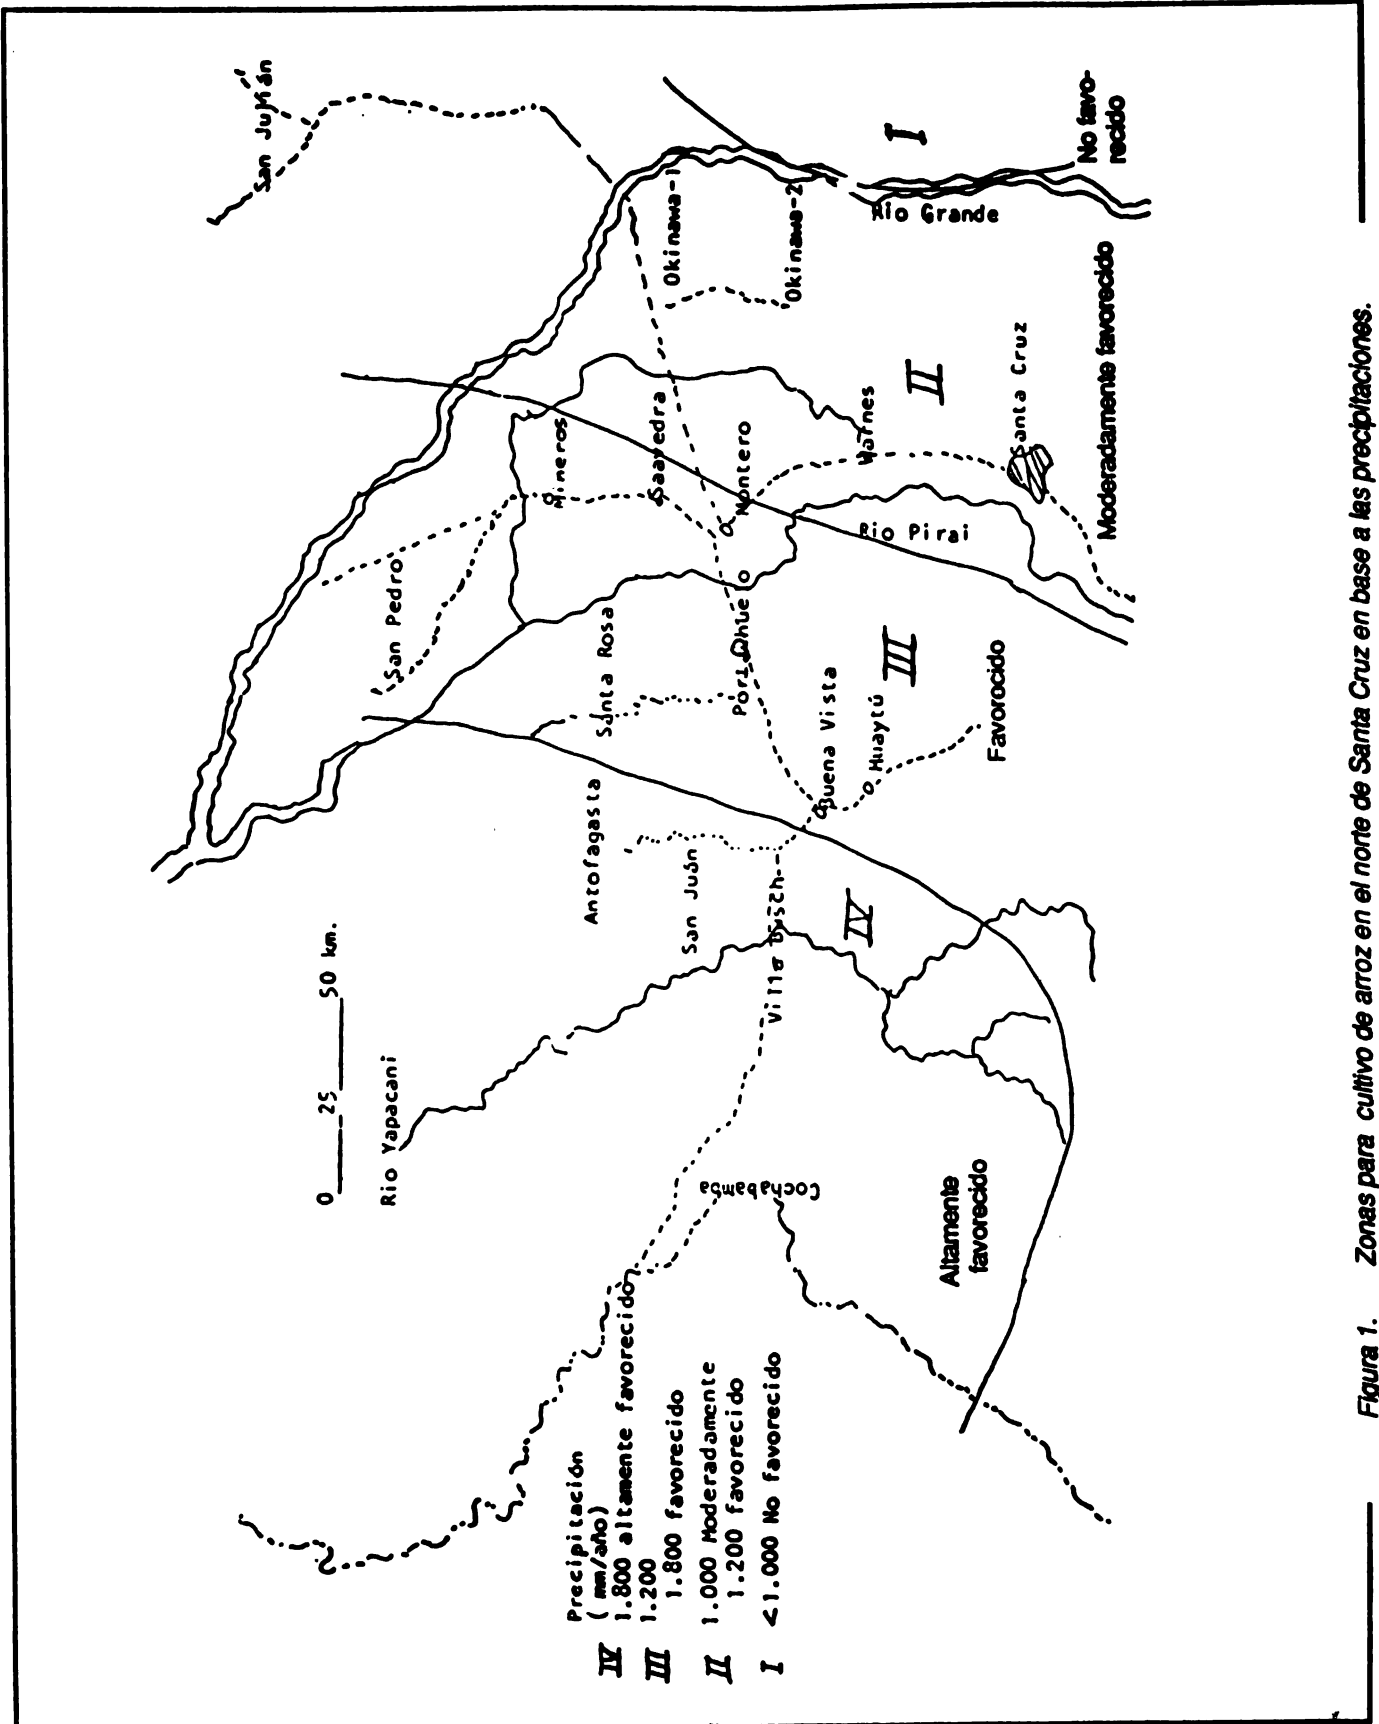 0 25 50 km.
Rio Yapacani
San Julián
San Pedro
Mineros
Saavedra
Montero
Okinawa-1
Okinawa-2
Rio Grande
I
No favo-
recido
Warnes
II
Santa Cruz
Moderadamente favorecido
Rio Pirai
Santa Rosa
Portachuelo
Buena Vista
Huaytú
III
Favorocido
Antofagasta
San Juán
Villa Busch
IV
Cochabamba
Altamente
favorecido
Precipitación
(mm/año)
IV 1.800 altamente favorecido
III 1.200
1.800 favorecido
II 1.000 Moderadamente
1.200 favorecido
I <1.000 No favorecido
Figura 1. Zonas para cultivo de arroz en el norte de Santa Cruz en base a las precipitaciones.